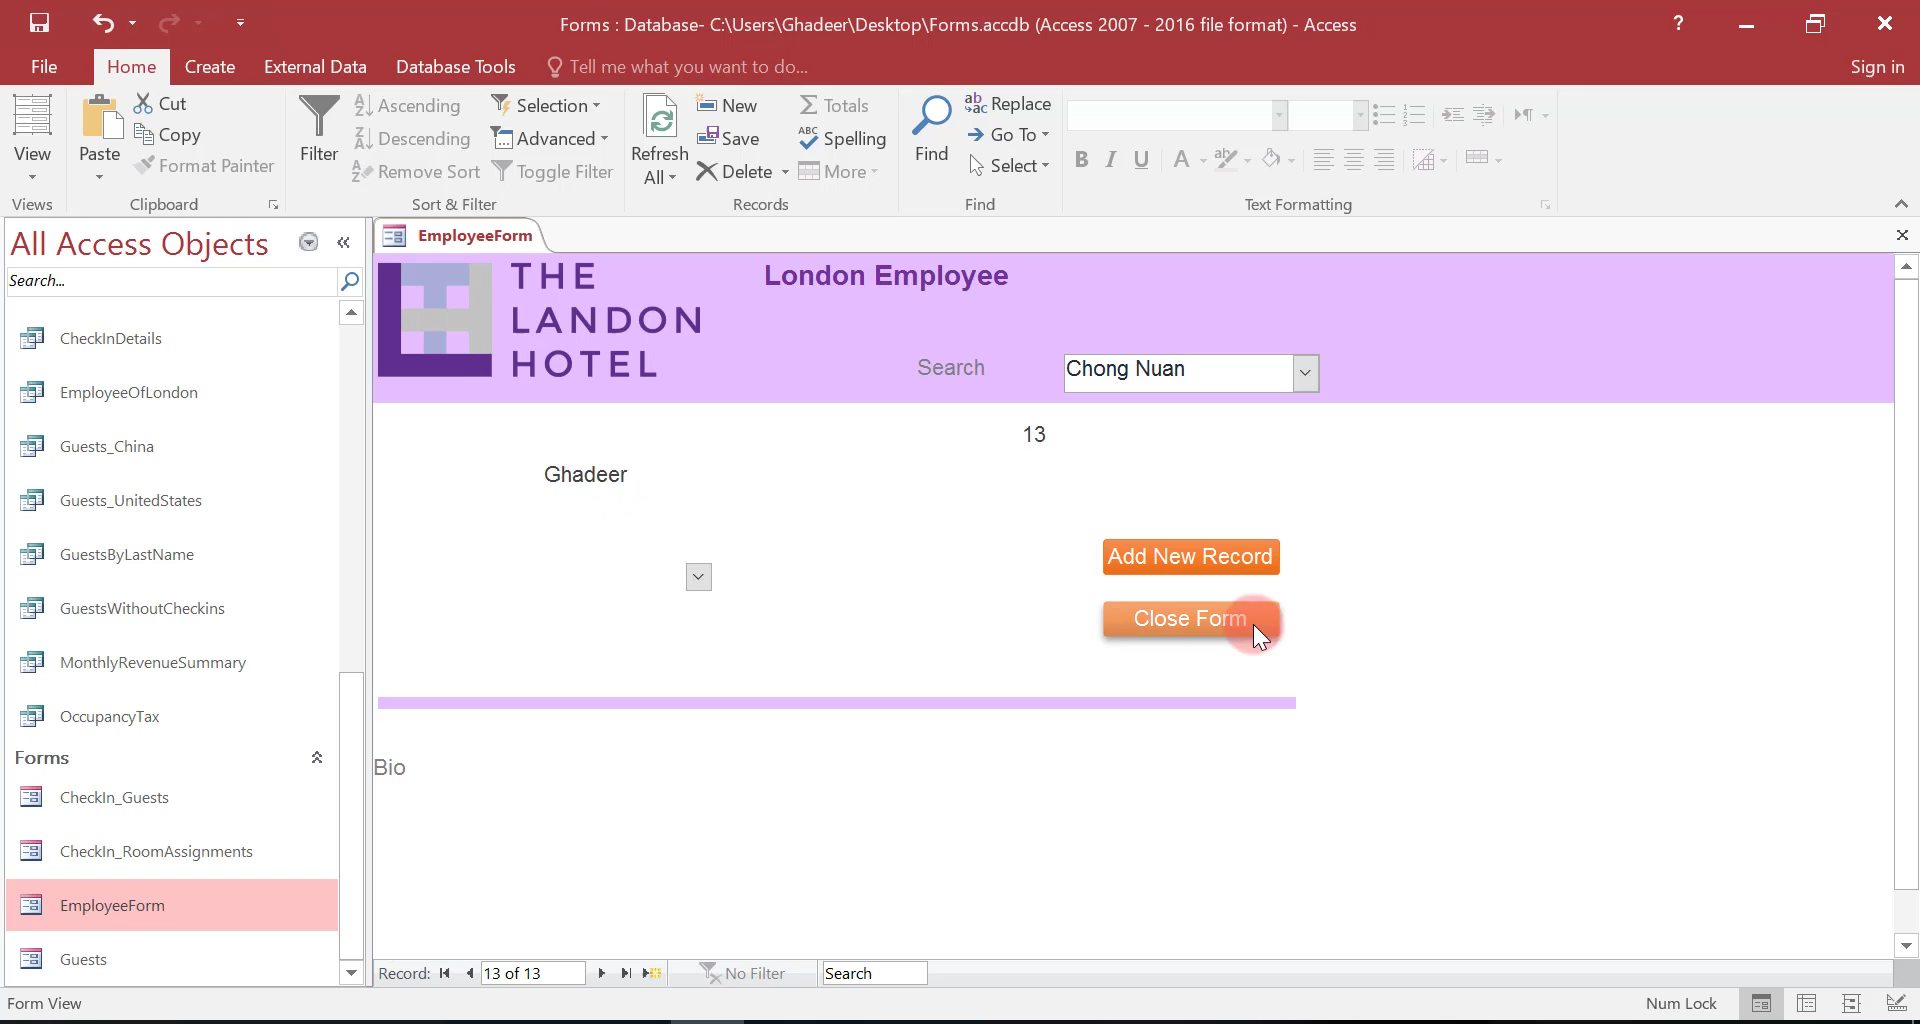 Forms : Database- C:\Users\Ghadeer\Desktop\Forms.accdb (Access 2007 - 2016 file format) - Access
?
File Home Create External Data Database Tools Tell me what you want to do... Sign in
View
Views
Paste
Cut
Copy
Format Painter
Clipboard
Filter
Ascending
Descending
Remove Sort
Selection
Advanced
Toggle Filter
Sort & Filter
Refresh
All
New
Save
Delete
Totals
Spelling
More
Records
Find
Replace
Go To
Select
Find
B I U A
Text Formatting
All Access Objects
Search...
CheckInDetails
EmployeeOfLondon
Guests_China
Guests_UnitedStates
GuestsByLastName
GuestsWithoutCheckins
MonthlyRevenueSummary
OccupancyTax
Forms
CheckIn_Guests
CheckIn_RoomAssignments
EmployeeForm
Guests
EmployeeForm
THE
LANDON
HOTEL
London Employee
Search
Chong Nuan
13
Ghadeer
Add New Record
Close Form
Bio
Record: 13 of 13 No Filter Search
Form View
Num Lock